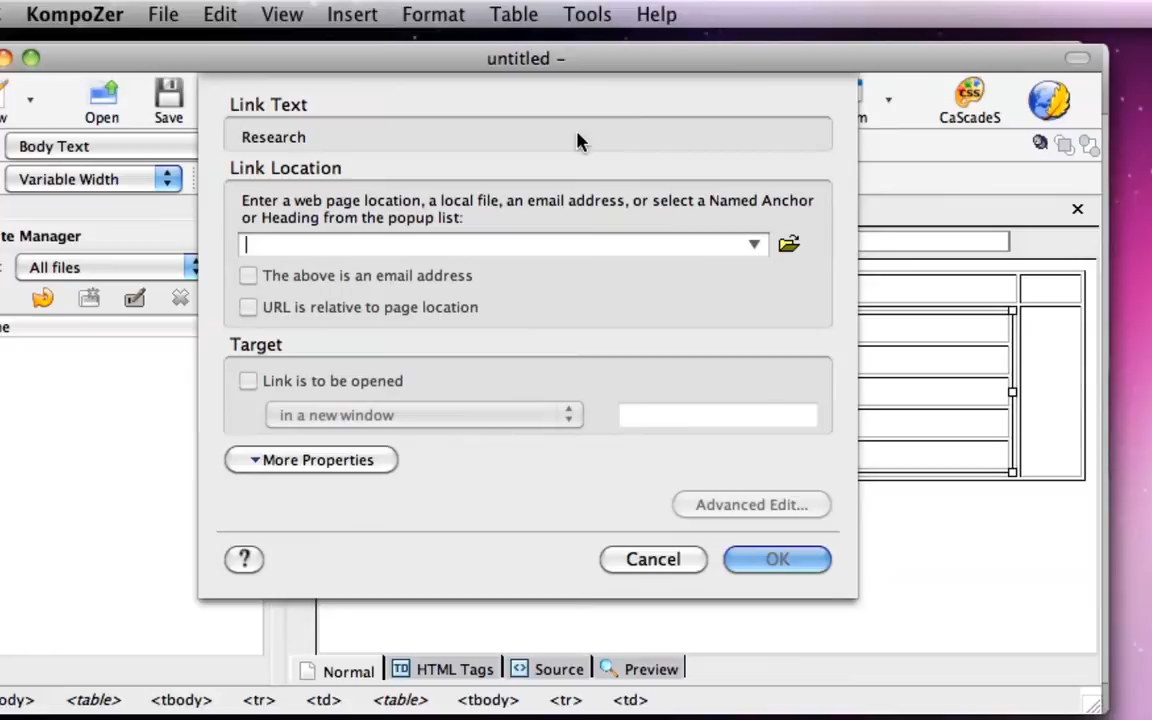 KompoZer File Edit View Insert Format Table Tools Help
untitled –
Open Save CaScadeS
Link Text
Body Text
Research
Link Location
Variable Width
Enter a web page location, a local file, an email address, or select a Named Anchor
or Heading from the popup list:
te Manager
All files
The above is an email address
URL is relative to page location
Target
Link is to be opened
in a new window
More Properties
Advanced Edit...
? Cancel OK
Normal TD HTML Tags <> Source Preview
ody> <table> <tbody> <tr> <td> <table> <tbody> <tr> <td>